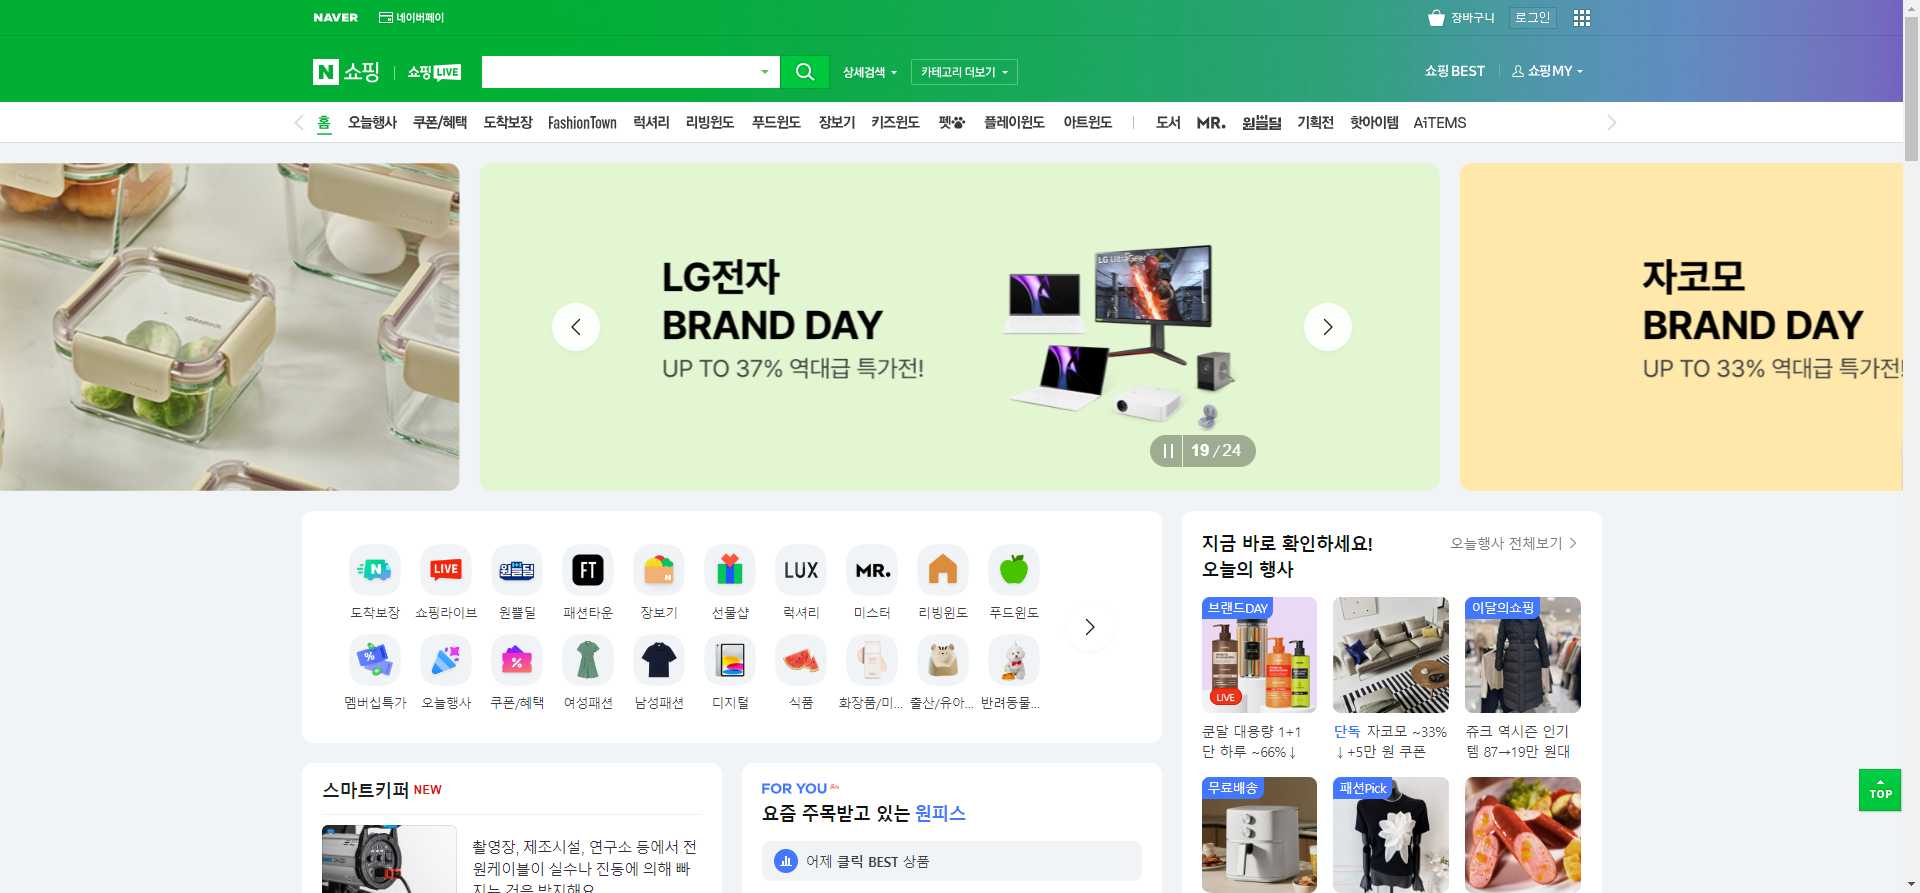 NAVER 네이버페이 장바구니 로그인
N 쇼핑 쇼핑LIVE 상세검색 카테고리 더보기 쇼핑BEST 쇼핑MY
홈 오늘행사 쿠폰/혜택 도착보장 FashionTown 럭셔리 리빙윈도 푸드윈도 장보기 키즈윈도 펫 플레이윈도 아트윈도 도서 MR. 원쁠딜 기획전 핫아이템 AiTEMS
LG전자
BRAND DAY
UP TO 37% 역대급 특가전!
LG UltraGear
19 / 24
자코모
BRAND DAY
UP TO 33% 역대급 특가전!
N LIVE 원쁠딜 FT N LUX MR.
도착보장 쇼핑라이브 원쁠딜 패션타운 장보기 선물샵 럭셔리 미스터 리빙윈도 푸드윈도
멤버십특가 오늘행사 쿠폰/혜택 여성패션 남성패션 디지털 식품 화장품/미... 출산/유아... 반려동물...
지금 바로 확인하세요!
오늘의 행사
오늘행사 전체보기
브랜드DAY
LIVE
쿤달 대용량 1+1
단 하루 ~66%↓
단독 자코모 ~33%
↓+5만 원 쿠폰
이달의쇼핑
쥬크 역시즌 인기
템 87→19만 원대
무료배송
패션Pick
스마트키퍼 NEW
촬영장, 제조시설, 연구소 등에서 전
원케이블이 실수나 진동에 의해 빠
지는 것을 방지해요
FOR YOU
요즘 주목받고 있는 원피스
어제 클릭 BEST 상품
TOP